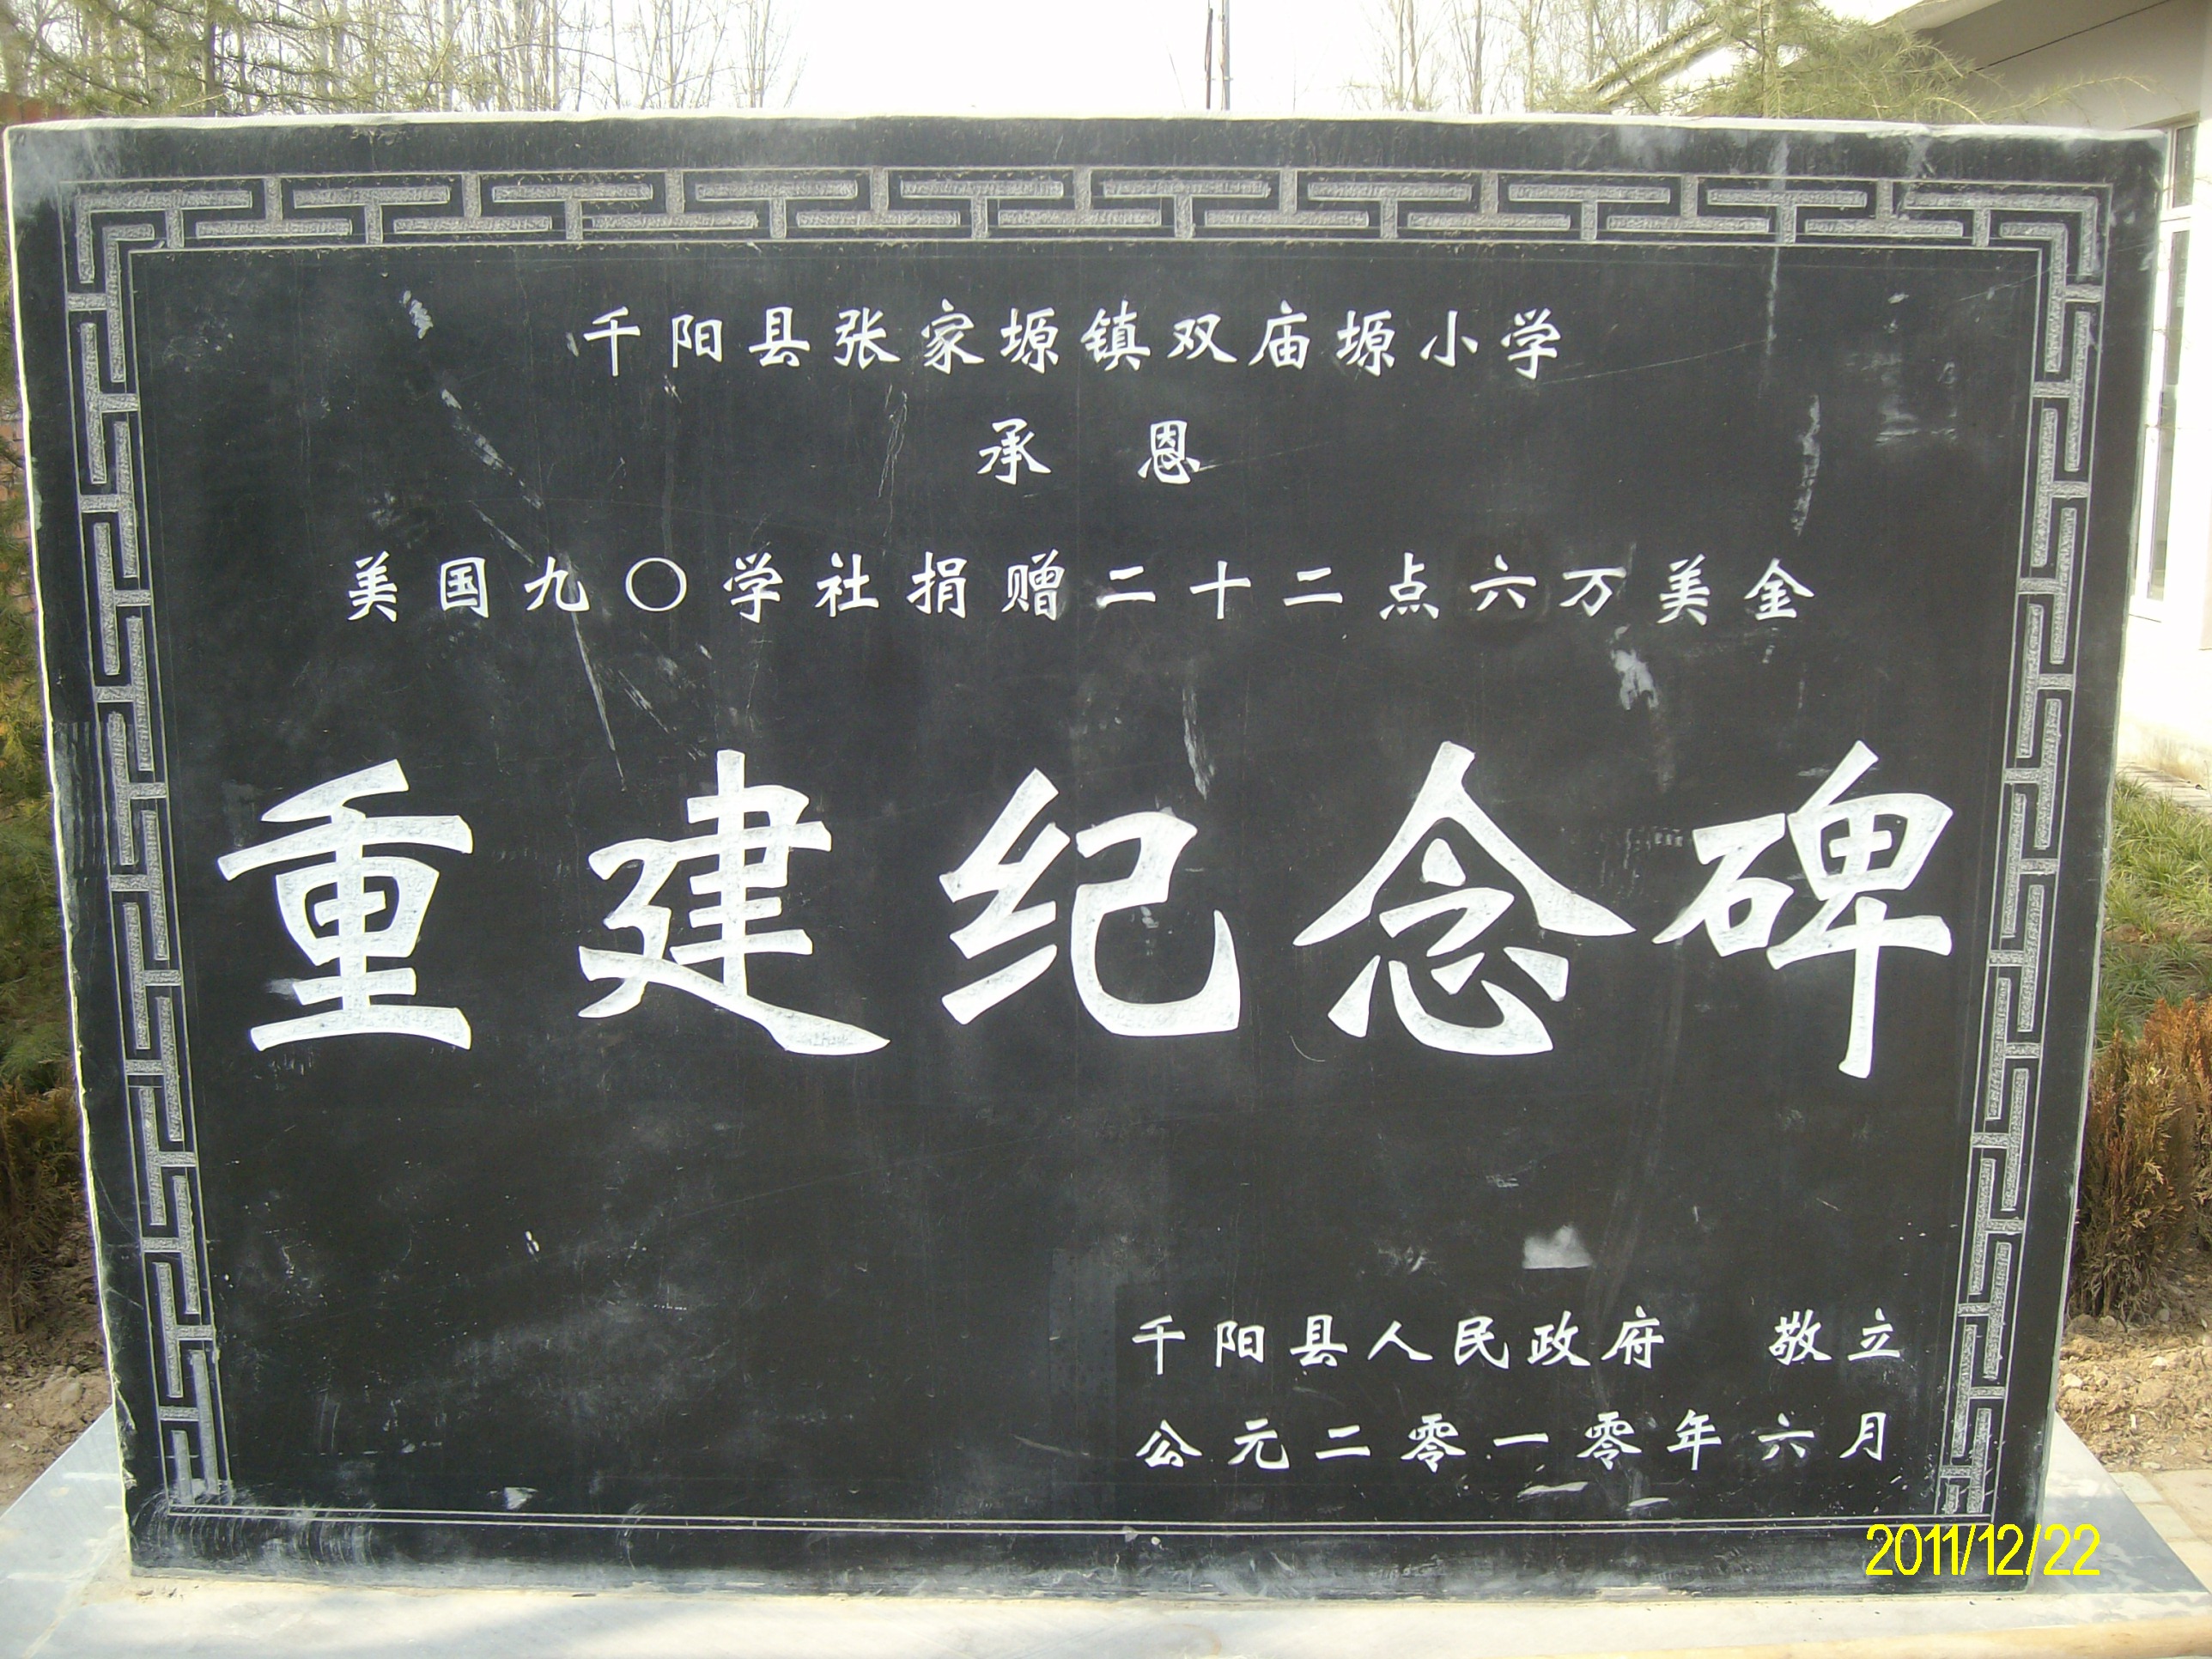 千阳县张家塬镇双庙塬小学
承恩
美国九〇学社捐赠二十二点六万美金
重建纪念碑
千阳县人民政府 敬立
公元二零一零年六月
2011/12/22